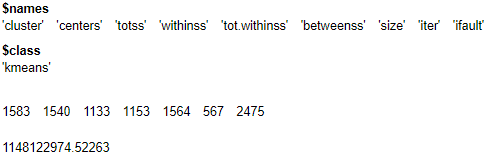 $names
'cluster' 'centers' 'totss' 'withinss' 'tot.withinss' 'betweenss' 'size' 'iter' 'ifault'
$class
'kmeans'
1583 1540 1133 1153 1564 567 2475
1148122974.52263